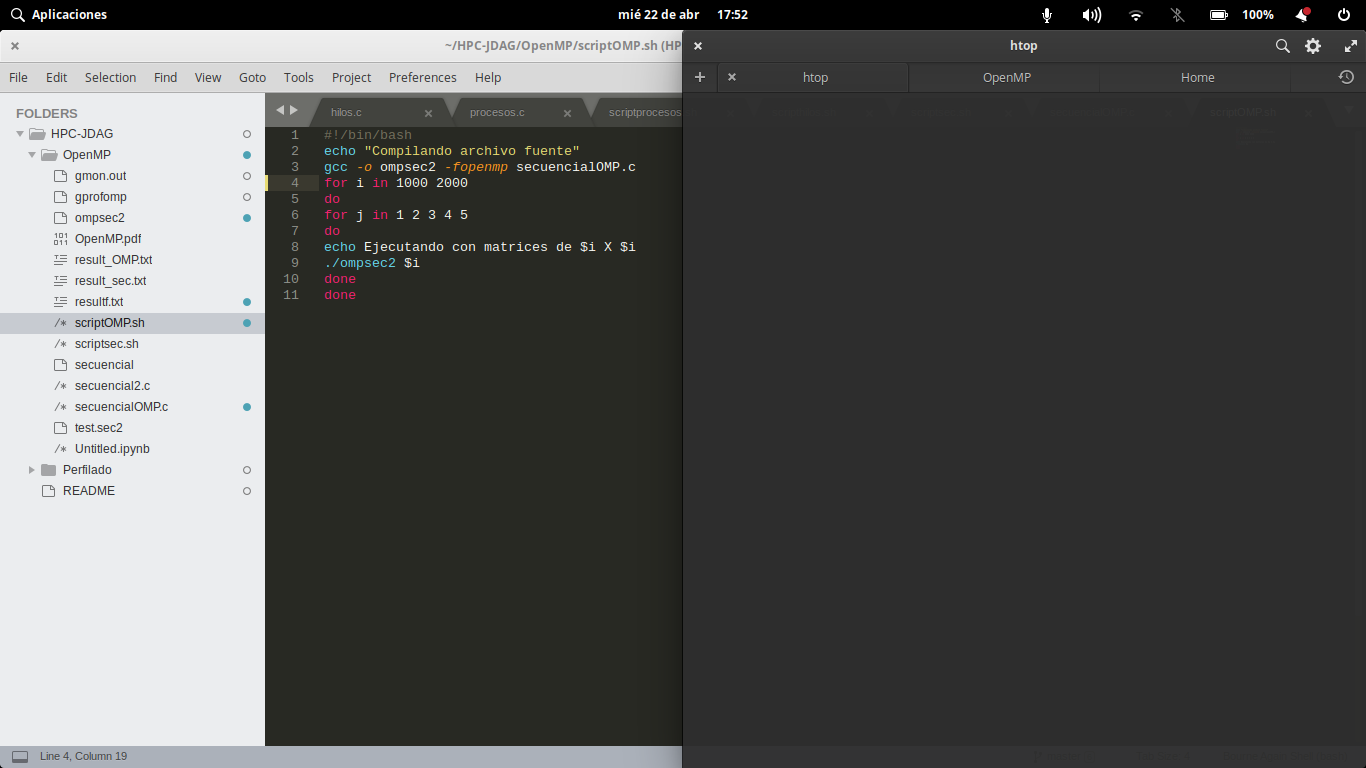 Aplicaciones
mié 22 de abr 17:52
100%
~/HPC-JDAG/OpenMP/scriptOMP.sh (HP
File Edit Selection Find View Goto Tools Project Preferences Help
FOLDERS
HPC-JDAG
OpenMP
gmon.out
gprofomp
ompsec2
OpenMP.pdf
result_OMP.txt
result_sec.txt
resultf.txt
scriptOMP.sh
scriptsec.sh
secuencial
secuencial2.c
secuencialOMP.c
test.sec2
Untitled.ipynb
Perfilado
README
hilos.c procesos.c scriptprocesos
1 #!/bin/bash
2 echo "Compilando archivo fuente"
3 gcc -o ompsec2 -fopenmp secuencialOMP.c
4 for i in 1000 2000
5 do
6 for j in 1 2 3 4 5
7 do
8 echo Ejecutando con matrices de $i X $i
9 ./ompsec2 $i
10 done
11 done
Line 4, Column 19
htop
htop OpenMP Home
scriptOMP.sh